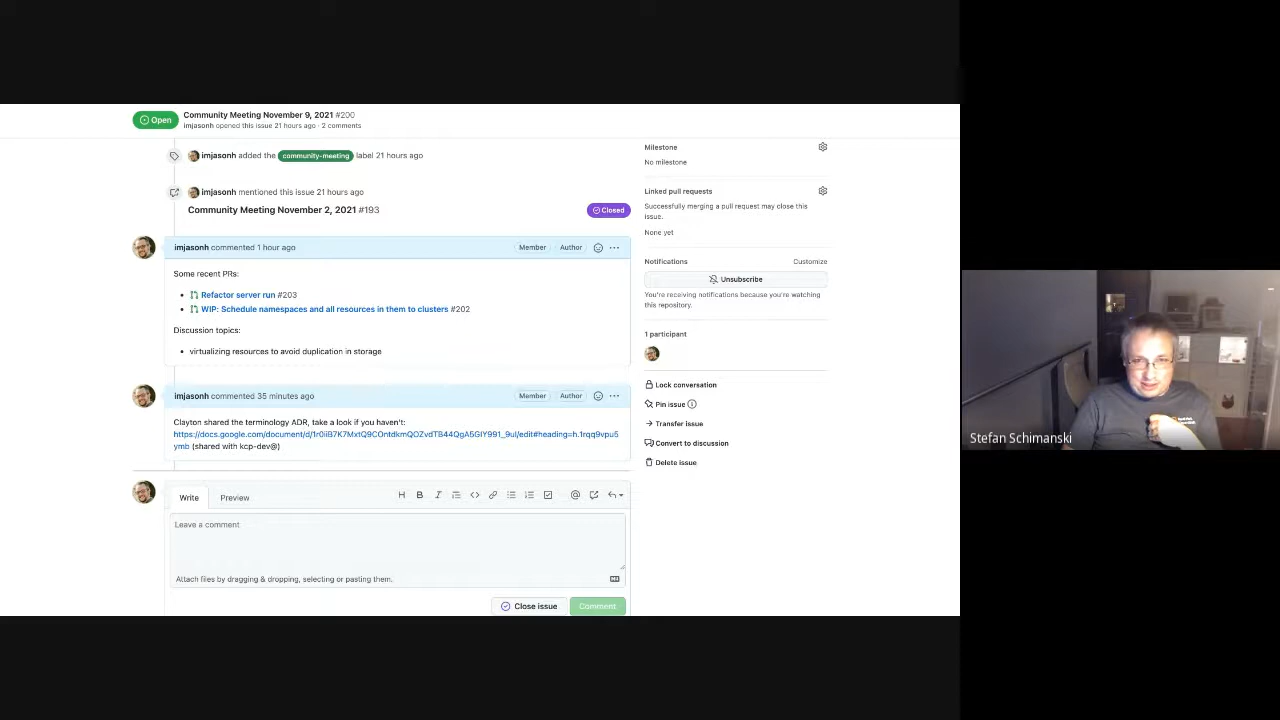 Open
Community Meeting November 9, 2021 #200
imjasonh opened this issue 21 hours ago · 2 comments
imjasonh added the community-meeting label 21 hours ago
imjasonh mentioned this issue 21 hours ago
Community Meeting November 2, 2021 #193
Closed
imjasonh commented 1 hour ago
Member
Author
Some recent PRs:
• Refactor server run #203
• WIP: Schedule namespaces and all resources in them to clusters #202
Discussion topics:
• virtualizing resources to avoid duplication in storage
imjasonh commented 35 minutes ago
Member
Author
Clayton shared the terminology ADR, take a look if you haven't:
(shared with kcp-dev@)
Write
Preview
Leave a comment
Attach files by dragging & dropping, selecting or pasting them.
Close issue
Comment
Milestone
No milestone
Linked pull requests
Successfully merging a pull request may close this
issue.
None yet
Notifications
Customize
Unsubscribe
You're receiving notifications because you're watching
this repository.
1 participant
Lock conversation
Pin issue
Transfer issue
Convert to discussion
Delete issue
Stefan Schimanski